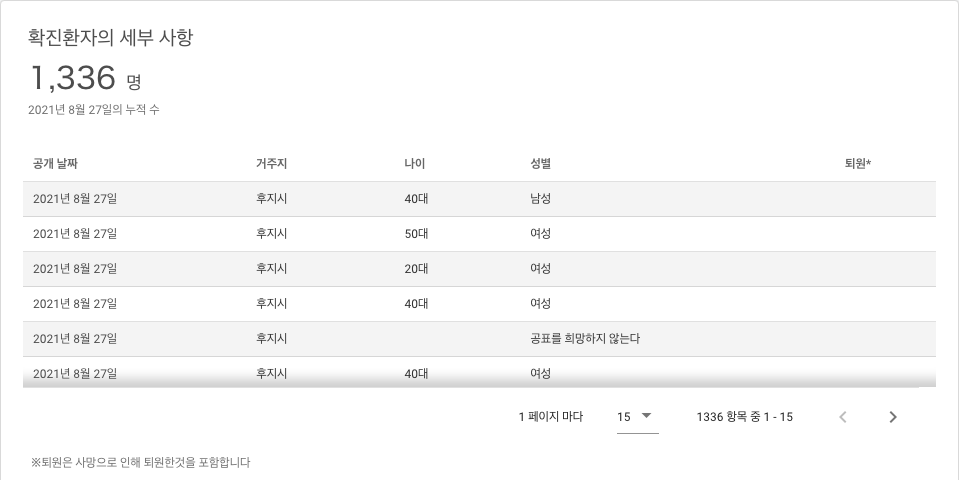 확진환자의 세부 사항
1,336 명
2021년 8월 27일의 누적 수
공개 날짜 거주지 나이 성별 퇴원*
2021년 8월 27일 후지시 40대 남성
2021년 8월 27일 후지시 50대 여성
2021년 8월 27일 후지시 20대 여성
2021년 8월 27일 후지시 40대 여성
2021년 8월 27일 후지시 공표를 희망하지 않는다
2021년 8월 27일 후지시 40대 여성
1 페이지 마다 15 1336 항목 중 1 - 15
※퇴원은 사망으로 인해 퇴원한것을 포함합니다